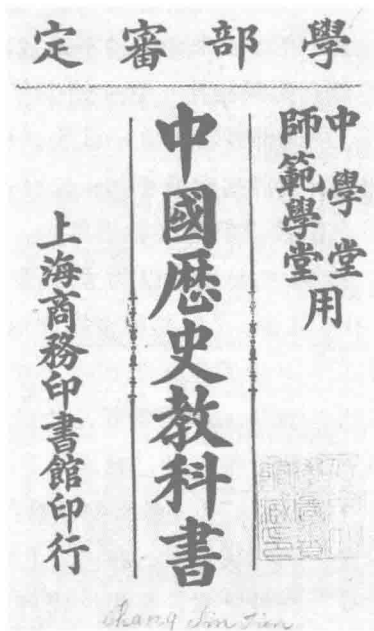 學部審定
中學堂
師範學堂
用
中國歷史教科書
上海商務印書館印行